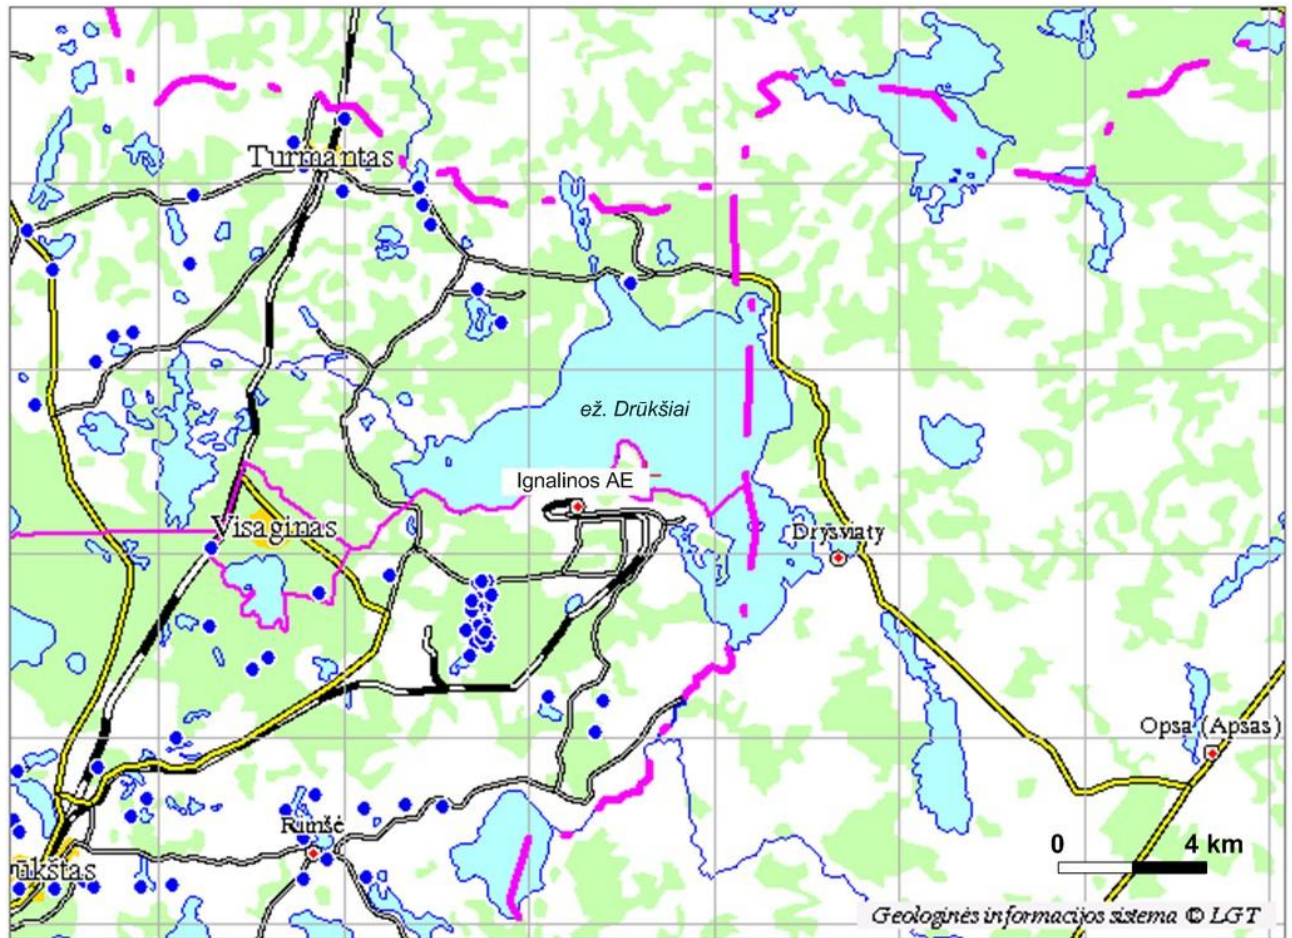 Turmantas
ež. Drūkšiai
Ignalinos AE
Visaginas
Drysviaty
Opsa (Apsas)
Rimšė
0 4 km
ūkštas
Geologinės informacijos sistema © LGT